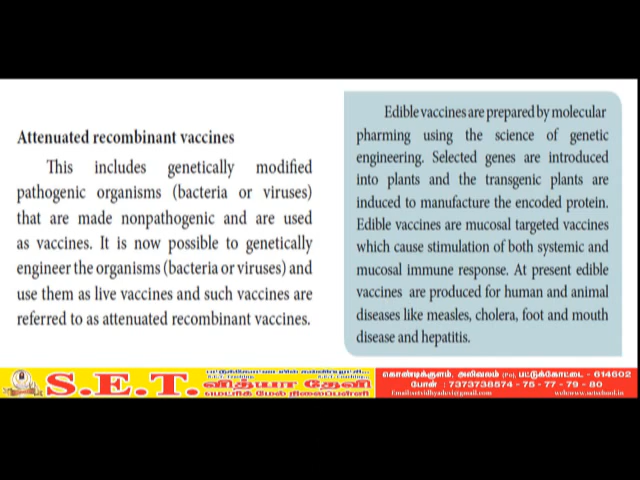 Attenuated recombinant vaccines
This includes genetically modified
pathogenic organisms (bacteria or viruses)
that are made nonpathogenic and are used
as vaccines. It is now possible to genetically
engineer the organisms (bacteria or viruses) and
use them as live vaccines and such vaccines are
referred to as attenuated recombinant vaccines.
Edible vaccines are prepared by molecular
pharming using the science of genetic
engineering. Selected genes are introduced
into plants and the transgenic plants are
induced to manufacture the encoded protein.
Edible vaccines are mucosal targeted vaccines
which cause stimulation of both systemic and
mucosal immune response. At present edible
vaccines are produced for human and animal
diseases like measles, cholera, foot and mouth
disease and hepatitis.
S.E.T.
வித்யா தேவி
மெட்ரிக் மேல் நிலைப்பள்ளி
கொண்டிக்குளம், அலிவலம் (Po), பட்டுக்கோட்டை - 614602
போன் : 7373738874 - 75 - 77 - 79 - 80